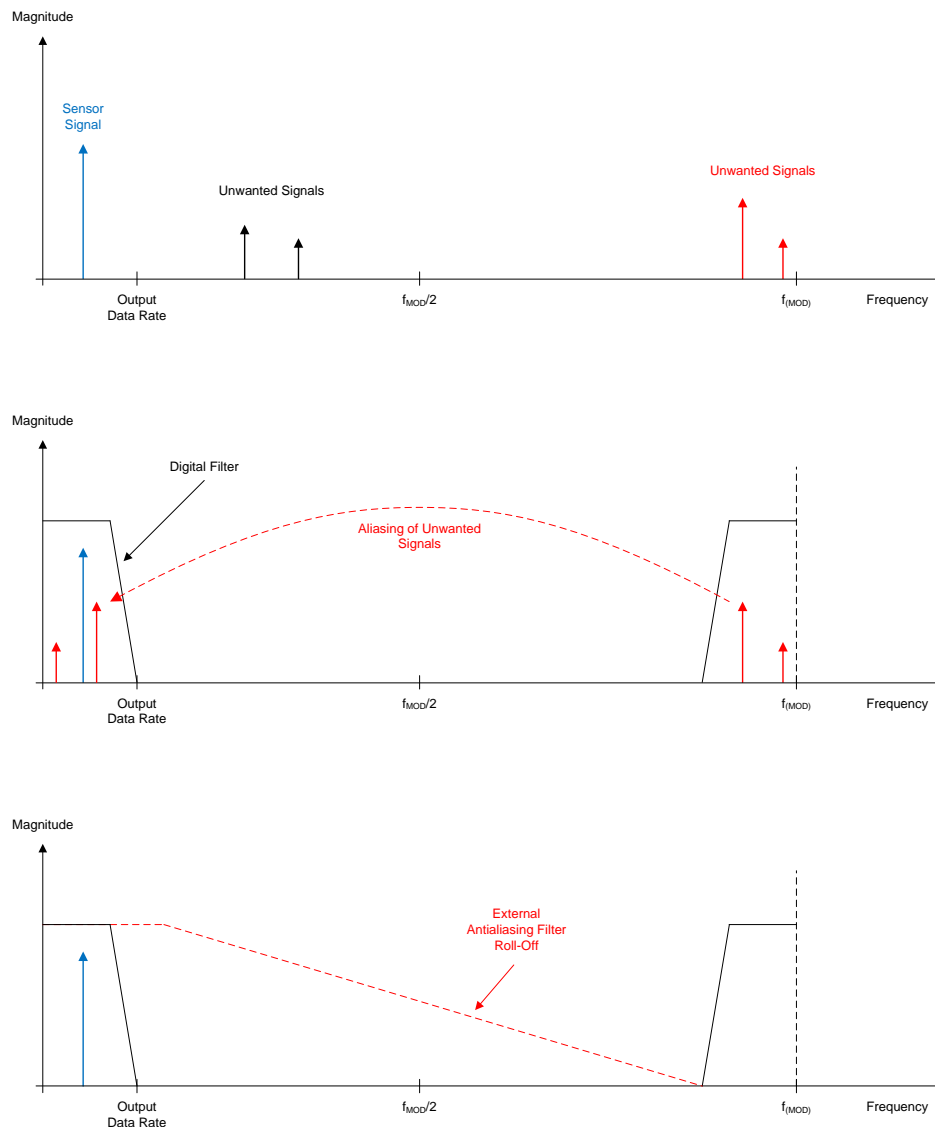 Magnitude
Sensor
Signal
Unwanted Signals
Unwanted Signals
Output
Data Rate
fMOD/2
f(MOD)
Frequency
Magnitude
Digital Filter
Aliasing of Unwanted
Signals
Output
Data Rate
fMOD/2
f(MOD)
Frequency
Magnitude
External
Antialiasing Filter
Roll-Off
Output
Data Rate
fMOD/2
f(MOD)
Frequency